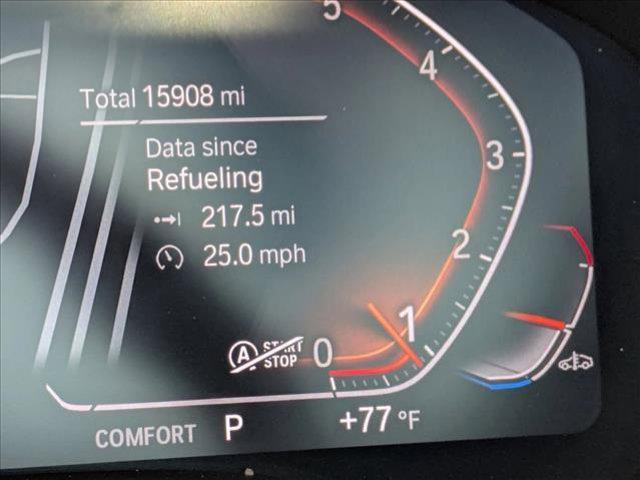 5
4
Total 15908 mi
3
Data since
Refueling
217.5 mi
2
25.0 mph
1
A START STOP 0
+77 °F
COMFORT P